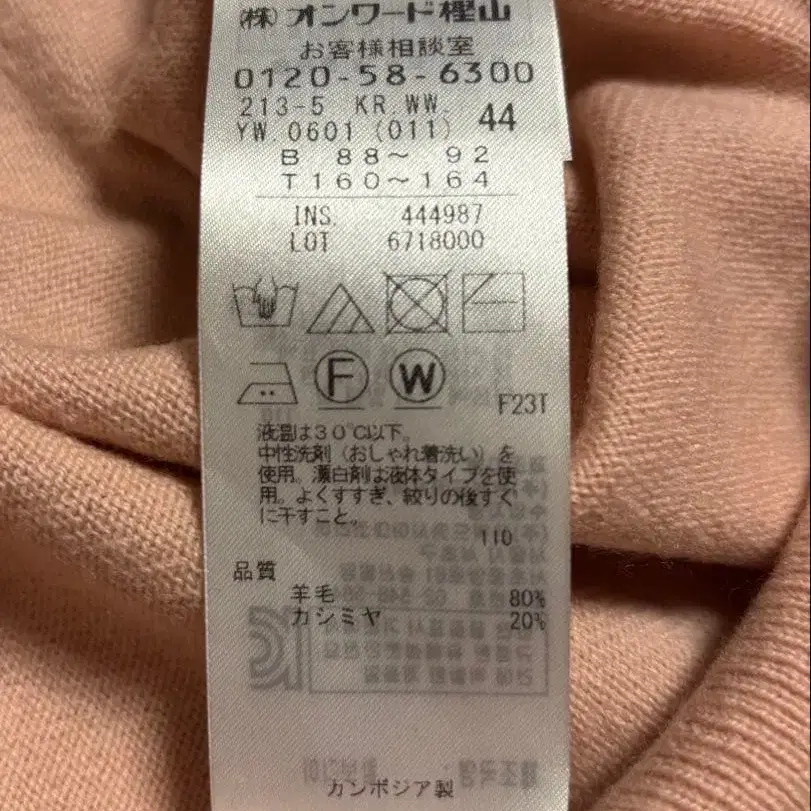 (株)オンワード樫山
お客様相談室
0120-58-6300
213-5 KR.WW.
YW.0601(011) 44
B 88～ 92
T160～164
INS. 444987
LOT 6718000
F W F23T
液温は30℃以下。
中性洗剤(おしゃれ着洗い)を
使用。漂白剤は液体タイプを使
用。よくすすぎ、絞りの後すぐ
に干すこと。
110
品質
羊毛 80%
カシミヤ 20%
カンボジア製